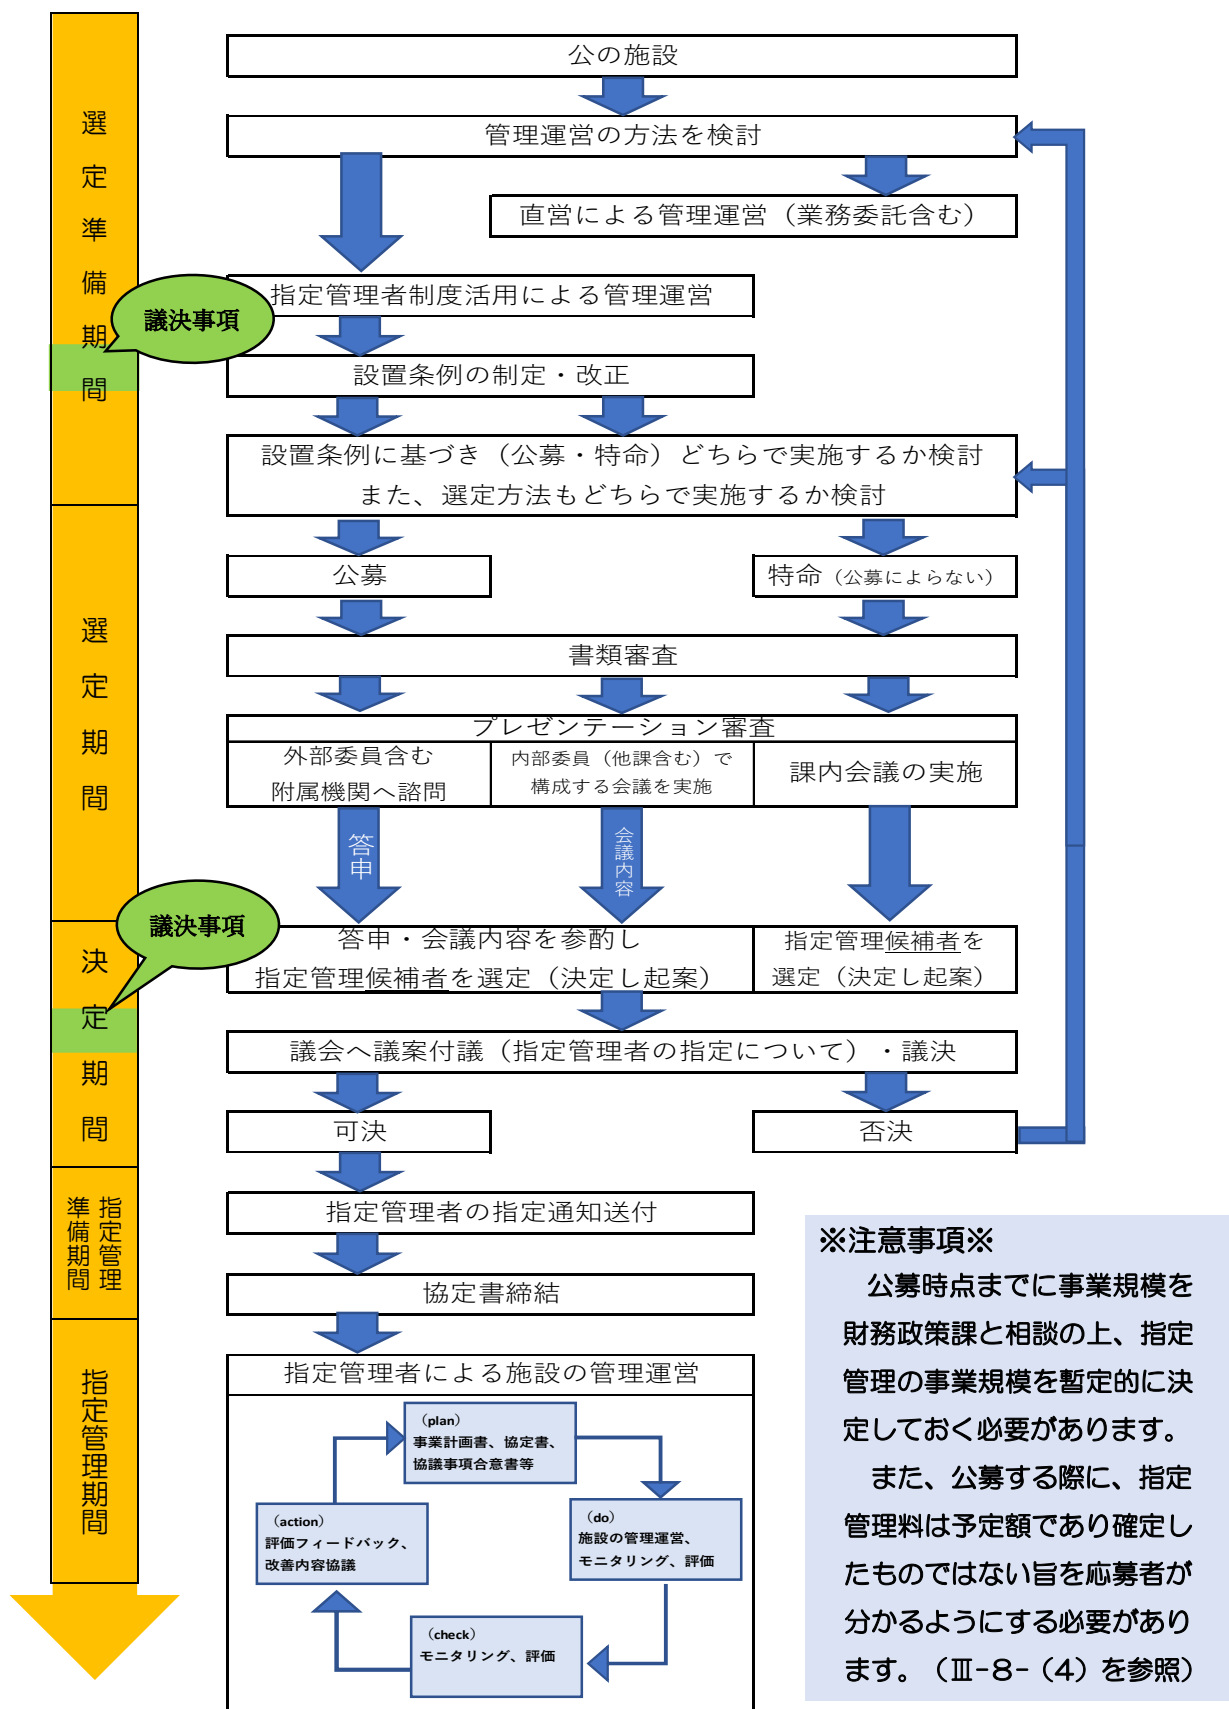 選定準備期間
公の施設
管理運営の方法を検討
直営による管理運営（業務委託含む）
指定管理者制度活用による管理運営
議決事項
設置条例の制定・改正
設置条例に基づき（公募・特命）どちらで実施するか検討
また、選定方法もどちらで実施するか検討
選定期間
公募
特命（公募によらない）
書類審査
プレゼンテーション審査
外部委員含む
附属機関へ諮問
内部委員（他課含む）で
構成する会議を実施
課内会議の実施
答申
会議内容
決定期間
議決事項
答申・会議内容を参酌し
指定管理候補者を選定（決定し起案）
指定管理候補者を
選定（決定し起案）
議会へ議案付議（指定管理者の指定について）・議決
可決
否決
指定管理
準備期間
指定管理者の指定通知送付
協定書締結
指定管理期間
指定管理者による施設の管理運営
（plan）
事業計画書、協定書、
協議事項合意書等
（do）
施設の管理運営、
モニタリング、評価
（check）
モニタリング、評価
（action）
評価フィードバック、
改善内容協議
※注意事項※
公募時点までに事業規模を
財務政策課と相談の上、指定
管理の事業規模を暫定的に決
定しておく必要があります。
また、公募する際に、指定
管理料は予定額であり確定し
たものではない旨を応募者が
分かるようにする必要があり
ます。（Ⅲ-８-（4）を参照）